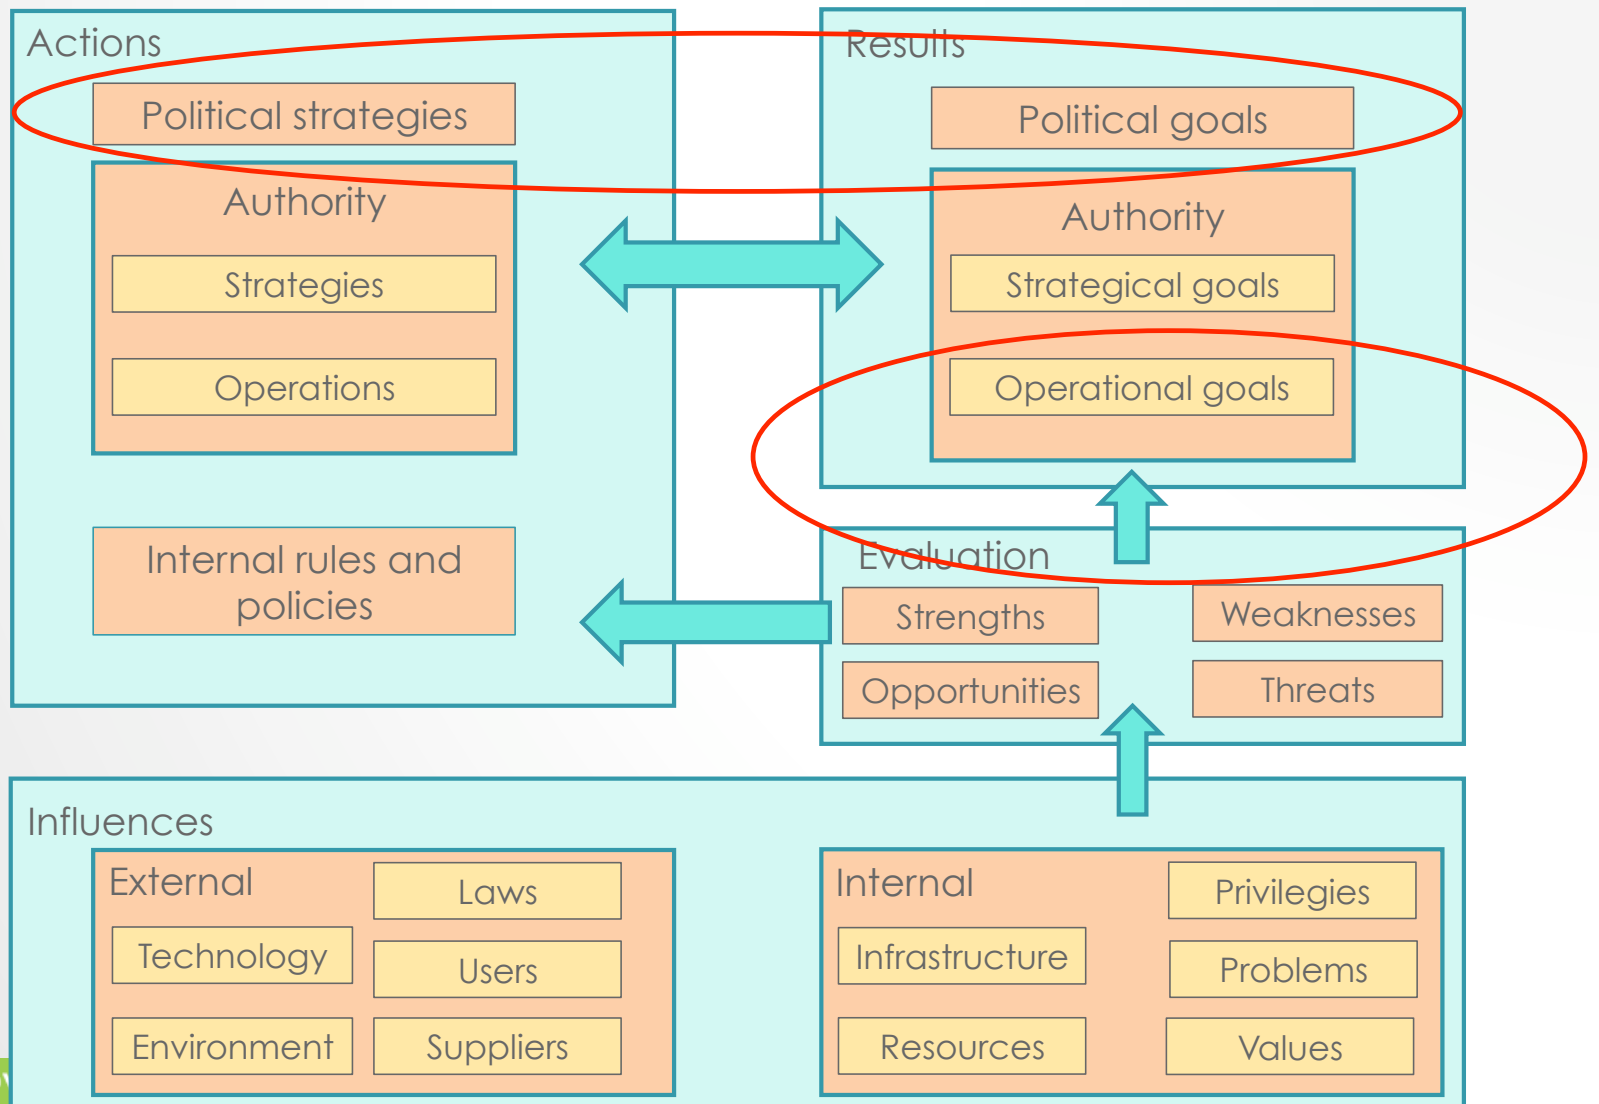 Actions
Political strategies
Authority
Strategies
Operations
Internal rules and
policies
Results
Political goals
Authority
Strategical goals
Operational goals
Evaluation
Strengths
Weaknesses
Opportunities
Threats
Influences
External
Laws
Technology
Users
Environment
Suppliers
Internal
Privilegies
Infrastructure
Problems
Resources
Values